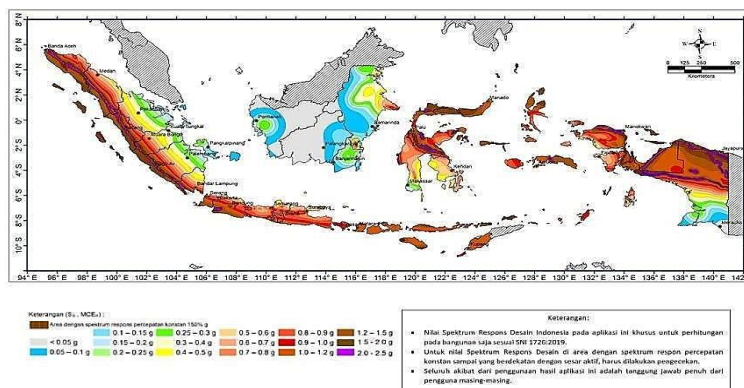 8°N
6°N
4°N
2°N
0°
2°S
4°S
6°S
8°S
Banda Aceh
Medan
Pontianak
Samarinda
Manado
Palu
Manokwari
Jayapura
Pangkalpinang
Banjarmasin
Kendari
Makassar
Bandar Lampung
Serang
Semarang
Merauke
N
W
E
S
500
250
Kilometers
94°E 96°E 98°E 100°E 102°E 104°E 106°E 108°E 110°E 112°E 114°E 116°E 118°E 120°E 122°E 124°E 126°E 128°E 130°E 132°E 134°E 136°E 138°E 140°E 142°E
Area dengan spektrum respons percepatan konstan 150% g
< 0.05 g
0.05 – 0.1 g
0.1 – 0.15 g
0.15 – 0.2 g
0.2 – 0.25 g
0.25 – 0.3 g
0.3 – 0.4 g
0.4 – 0.5 g
0.5 – 0.6 g
0.6 – 0.7 g
0.7 – 0.8 g
0.8 – 0.9 g
0.9 – 1.0 g
1.0 – 1.2 g
1.2 – 1.5 g
1.5 – 2.0 g
2.0 – 2.5 g
Keterangan:
• Nilai Spektrum Respons Desain Indonesia pada aplikasi ini khusus untuk perhitungan
pada bangunan saja sesuai SNI 1726:2019.
• Untuk nilai Spektrum Respons Desain di area dengan spektrum respon percepatan
konstan sampai yang berdekatan dengan sesar aktif, harus dilakukan pengecekan.
• Seluruh akibat dari penggunaan hasil aplikasi ini adalah tanggung jawab penuh dari
pengguna masing-masing.